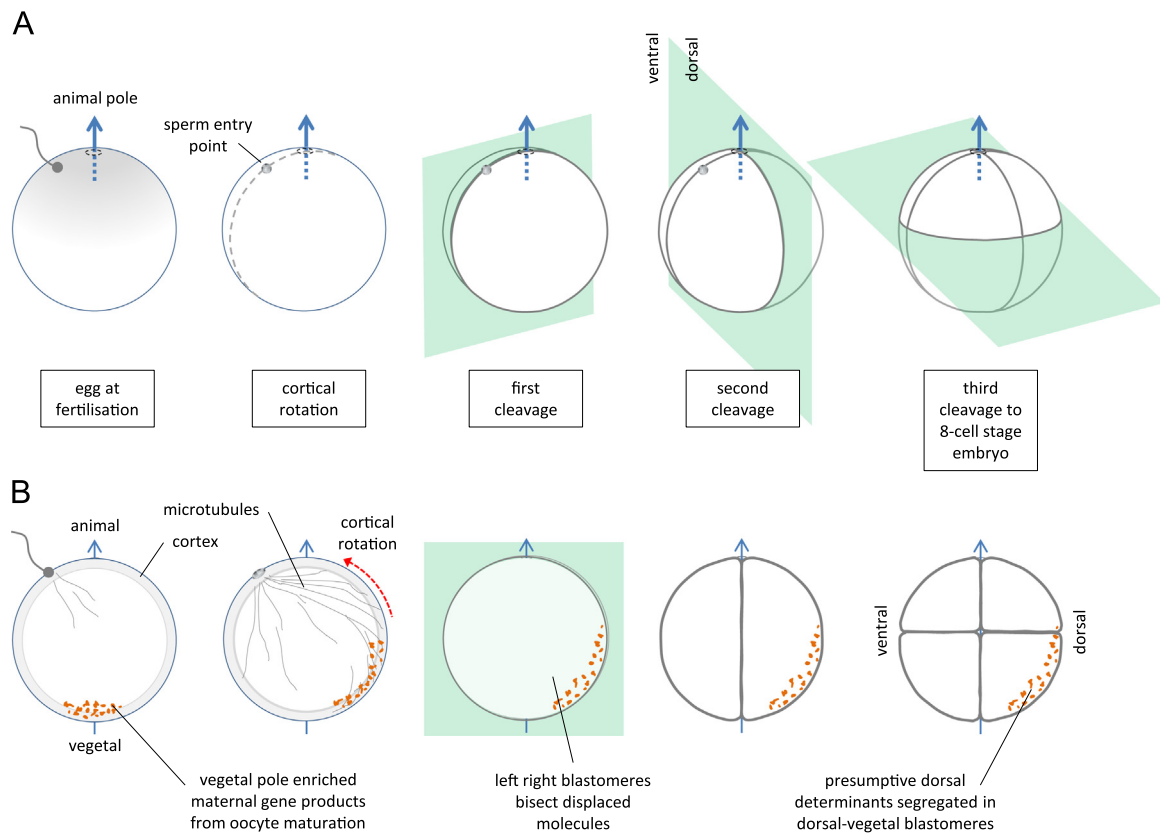 A
animal pole
sperm entry
point
ventral
dorsal
egg at
fertilisation
cortical
rotation
first
cleavage
second
cleavage
third
cleavage to
8-cell stage
embryo
B
animal
microtubules
cortex
cortical
rotation
ventral
dorsal
vegetal
vegetal pole enriched
maternal gene products
from oocyte maturation
left right blastomeres
bisect displaced
molecules
presumptive dorsal
determinants segregated in
dorsal-vegetal blastomeres